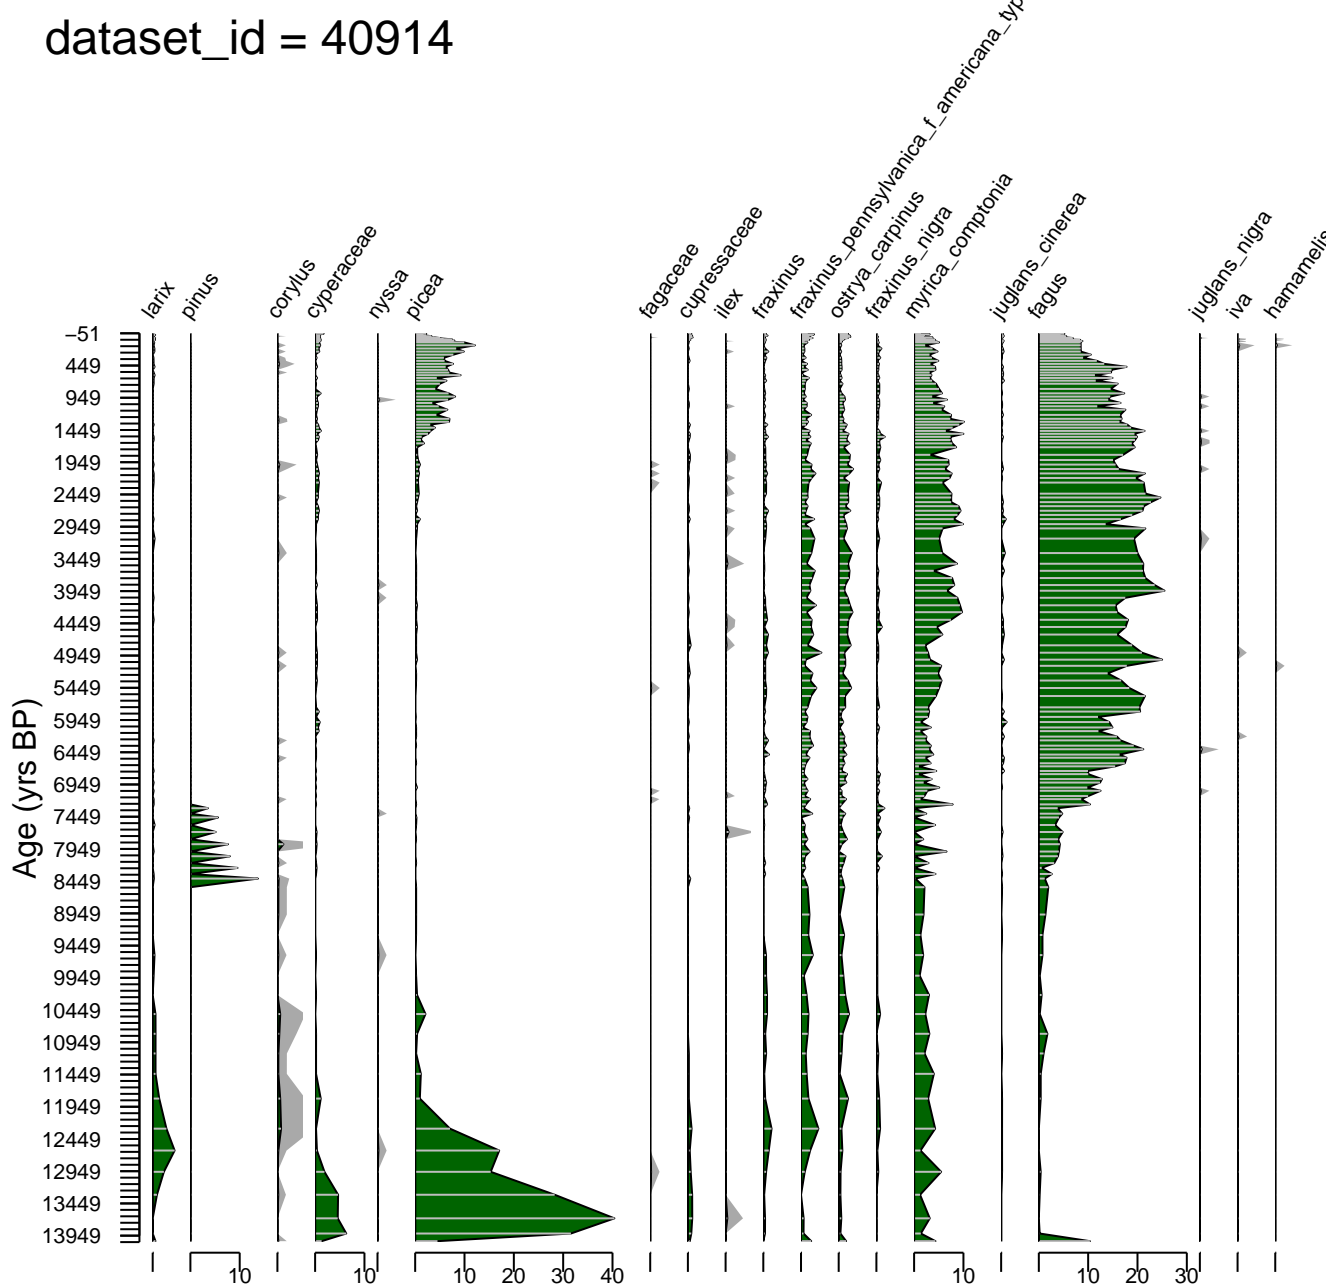 dataset_id = 40914
larix
pinus
corylus
cyperaceae
nyssa
picea
fagaceae
cupressaceae
ilex
fraxinus
fraxinus_pennsylvanica_f_americana_typ
ostrya_carpinus
fraxinus_nigra
myrica_comptonia
juglans_cinerea
fagus
juglans_nigra
iva
hamamelis
Age (yrs BP)
−51
449
949
1449
1949
2449
2949
3449
3949
4449
4949
5449
5949
6449
6949
7449
7949
8449
8949
9449
9949
10449
10949
11449
11949
12449
12949
13449
13949
10 10 10 20 30 40 10 10 20 30